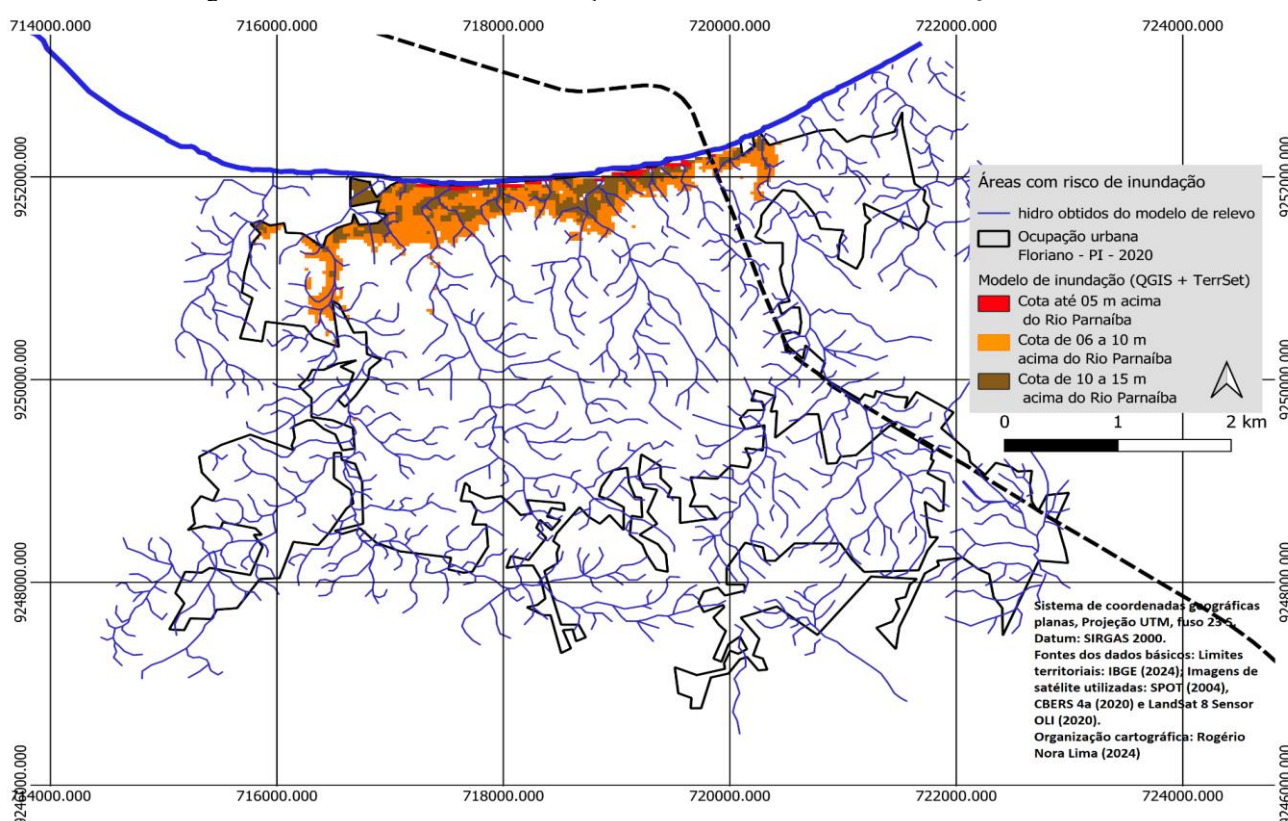 714000.000 716000.000 718000.000 720000.000 722000.000 724000.000
9252000.000
9252000.000
Áreas com risco de inundação
hidro obtidos do modelo de relevo
Ocupação urbana
Floriano - PI - 2020
Modelo de inundação (QGIS + TerrSet)
Cota até 05 m acima
do Rio Parnaíba
Cota de 06 a 10 m
acima do Rio Parnaíba
Cota de 10 a 15 m
acima do Rio Parnaíba
9250000.000
9250000.000
0 1 2 km
9248000.000
9248000.000
Sistema de coordenadas geográficas
planas, Projeção UTM, fuso 23 S,
Datum: SIRGAS 2000.
Fontes dos dados básicos: Limites
territoriais: IBGE (2024); Imagens de
satélite utilizadas: SPOT (2004),
CBERS 4a (2020) e LandSat 8 Sensor
OLI (2020).
Organização cartográfica: Rogério
Nora Lima (2024)
9246000.000
9246000.000
714000.000 716000.000 718000.000 720000.000 722000.000 724000.000